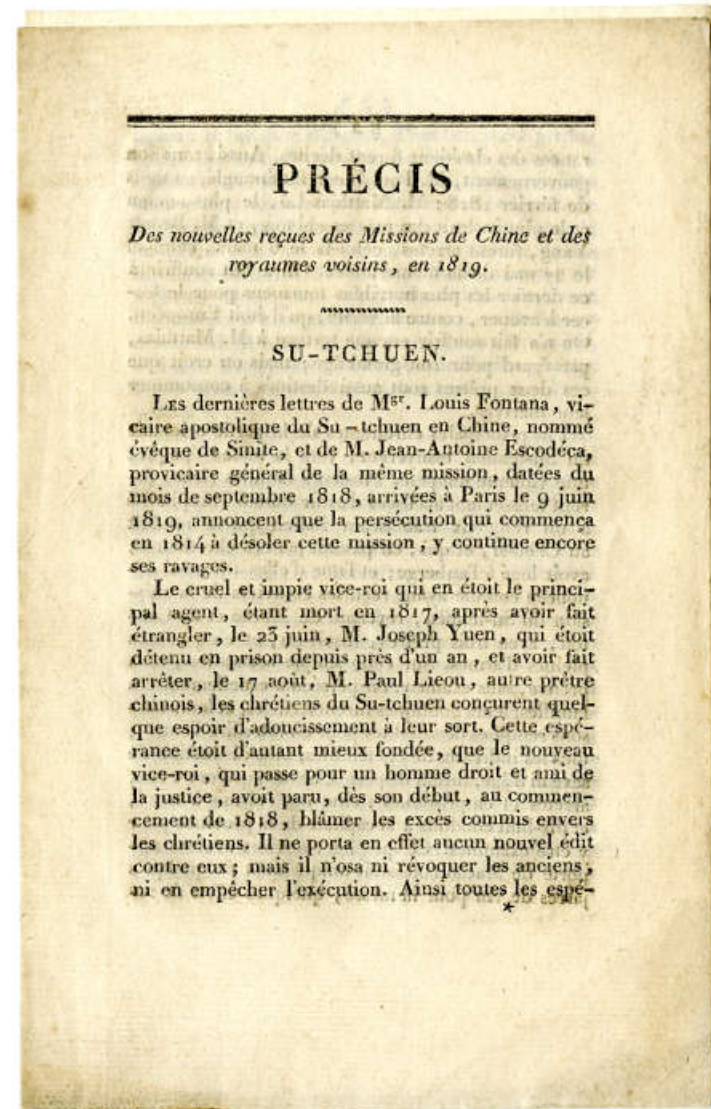 PRÉCIS
Des nouvelles reçues des Missions de Chine et des
royaumes voisins, en 1819.
SU-TCHUEN.
LES dernières lettres de Mgr. Louis Fontana, vi-
caire apostolique du Su-tchuen en Chine, nommé
évêque de Sinite, et de M. Jean-Antoine Escodéca,
provicaire général de la même mission, datées du
mois de septembre 1818, arrivées à Paris le 9 juin
1819, annoncent que la persécution qui commença
en 1814 à désoler cette mission, y continue encore
ses ravages.
Le cruel et impie vice-roi qui en étoit le princi-
pal agent, étant mort en 1817, après avoir fait
étrangler, le 23 juin, M. Joseph Yuen, qui étoit
détenu en prison depuis près d'un an, et avoir fait
arrêter, le 17 août, M. Paul Lieou, autre prêtre
chinois, les chrétiens du Su-tchuen conçurent quel-
que espoir d'adoucissement à leur sort. Cette espé-
rance étoit d'autant mieux fondée, que le nouveau
vice-roi, qui passe pour un homme droit et ami de
la justice, avoit paru, dès son début, au commen-
cement de 1818, blâmer les excès commis envers
les chrétiens. Il ne porta en effet aucun nouvel édit
contre eux; mais il n'osa ni révoquer les anciens,
ni en empêcher l'exécution. Ainsi toutes les espé-
*